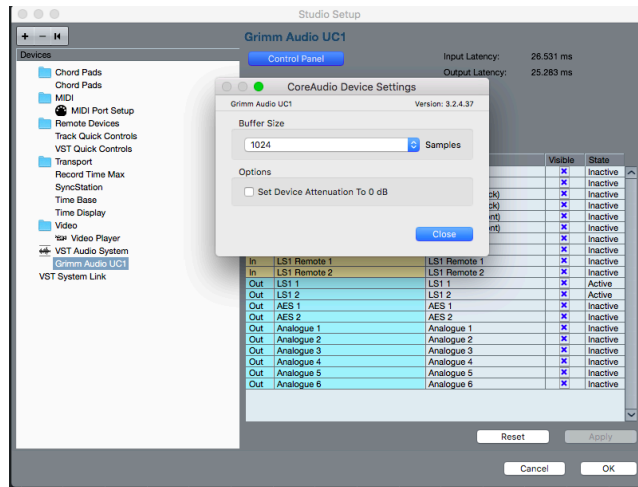 Studio Setup
+ −
Devices
Chord Pads
Chord Pads
MIDI
MIDI Port Setup
Remote Devices
Track Quick Controls
VST Quick Controls
Transport
Record Time Max
SyncStation
Time Base
Time Display
Video
Video Player
VST Audio System
Grimm Audio UC1
VST System Link
Grimm Audio UC1
Control Panel
Input Latency: 26.531 ms
Output Latency: 25.283 ms
CoreAudio Device Settings
Grimm Audio UC1 Version: 3.2.4.37
Buffer Size
1024 Samples
Options
Set Device Attenuation To 0 dB
Close
Visible State
Inactive
Inactive
ck) Inactive
ck) Inactive
nt) Inactive
nt) Inactive
Inactive
Inactive
In LS1 Remote 1 LS1 Remote 1 Inactive
In LS1 Remote 2 LS1 Remote 2 Inactive
Out LS1 1 LS1 1 Active
Out LS1 2 LS1 2 Active
Out AES 1 AES 1 Inactive
Out AES 2 AES 2 Inactive
Out Analogue 1 Analogue 1 Inactive
Out Analogue 2 Analogue 2 Inactive
Out Analogue 3 Analogue 3 Inactive
Out Analogue 4 Analogue 4 Inactive
Out Analogue 5 Analogue 5 Inactive
Out Analogue 6 Analogue 6 Inactive
Reset Apply
Cancel OK